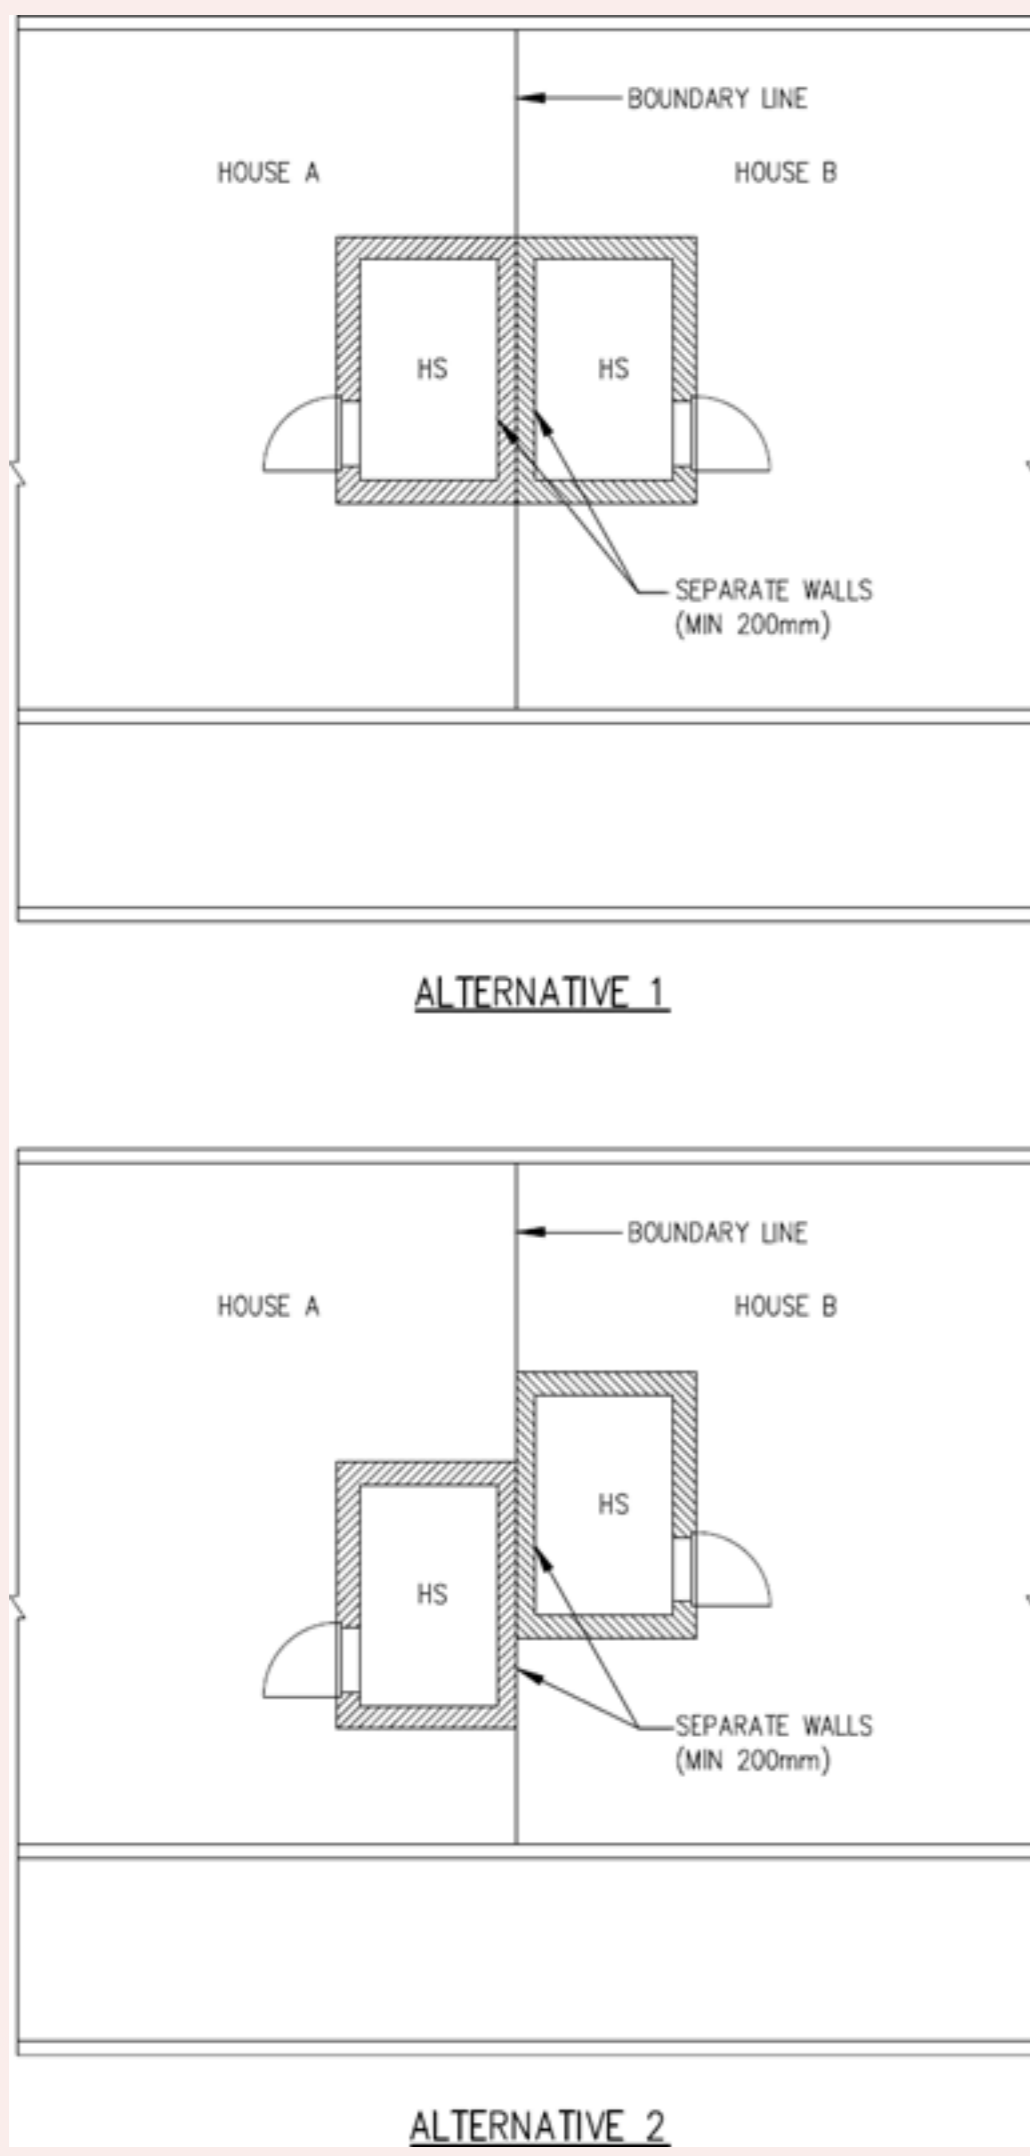 BOUNDARY LINE
HOUSE A
HOUSE B
HS
HS
SEPARATE WALLS
(MIN 200mm)
ALTERNATIVE 1
BOUNDARY LINE
HOUSE A
HOUSE B
HS
HS
SEPARATE WALLS
(MIN 200mm)
ALTERNATIVE 2